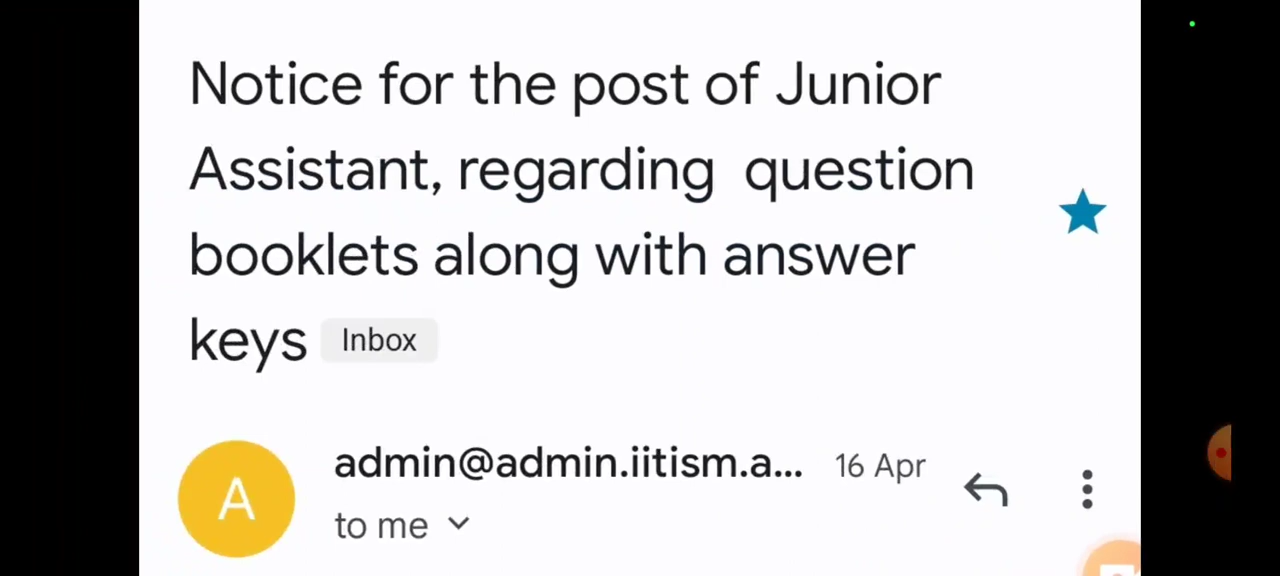 Notice for the post of Junior
Assistant, regarding question
booklets along with answer
keys Inbox
A admin@admin.iitism.a... 16 Apr
to me